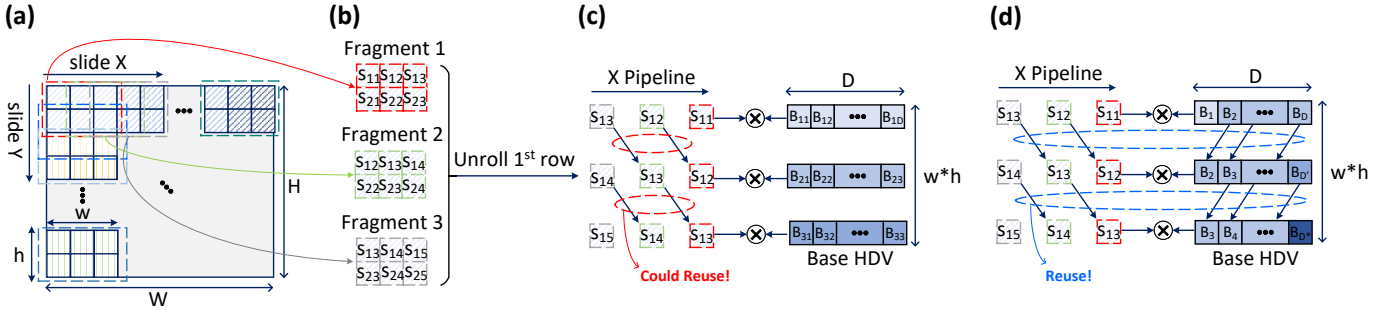 (a)
slide X
slide Y
w
h
W
H
(b)
Fragment 1
S11 S12 S13
S21 S22 S23
Fragment 2
S12 S13 S14
S22 S23 S24
Fragment 3
S13 S14 S15
S23 S24 S25
Unroll 1st row
(c)
X Pipeline
D
S13 S12 S11
B11 B12 ••• B1D
S14 S13 S12
B21 B22 ••• B23
S15 S14 S13
B31 B32 ••• B33
w*h
Could Reuse!
Base HDV
(d)
X Pipeline
D
S13 S12 S11
B1 B2 ••• BD
S14 S13 S12
B2 B3 ••• BD'
S15 S14 S13
B3 B4 ••• BD*
w*h
Reuse!
Base HDV